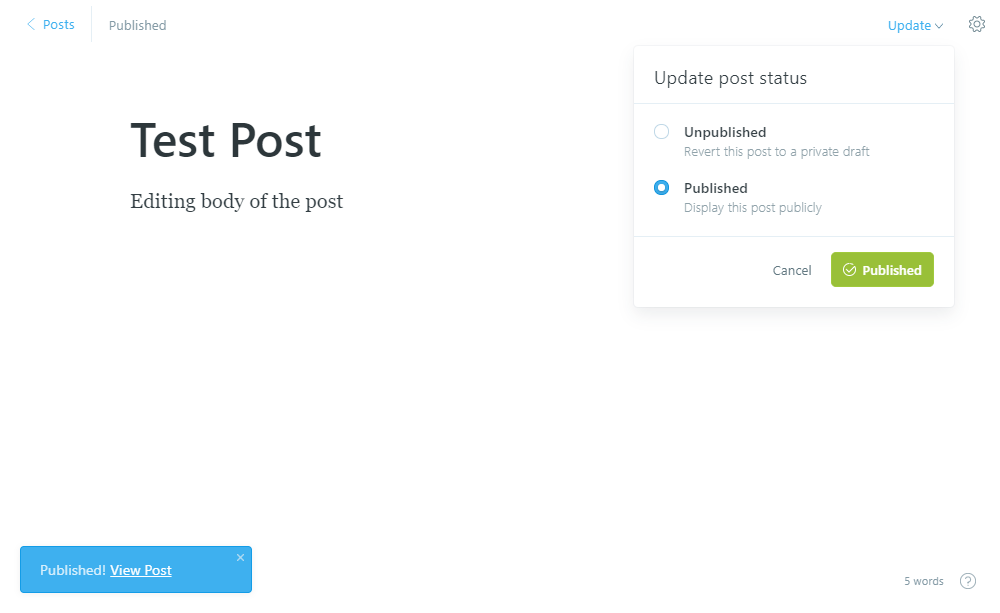 Posts
Published
Update
Update post status
Unpublished
Revert this post to a private draft
Published
Display this post publicly
Cancel
Published
Test Post
Editing body of the post
Published! View Post
×
5 words
?